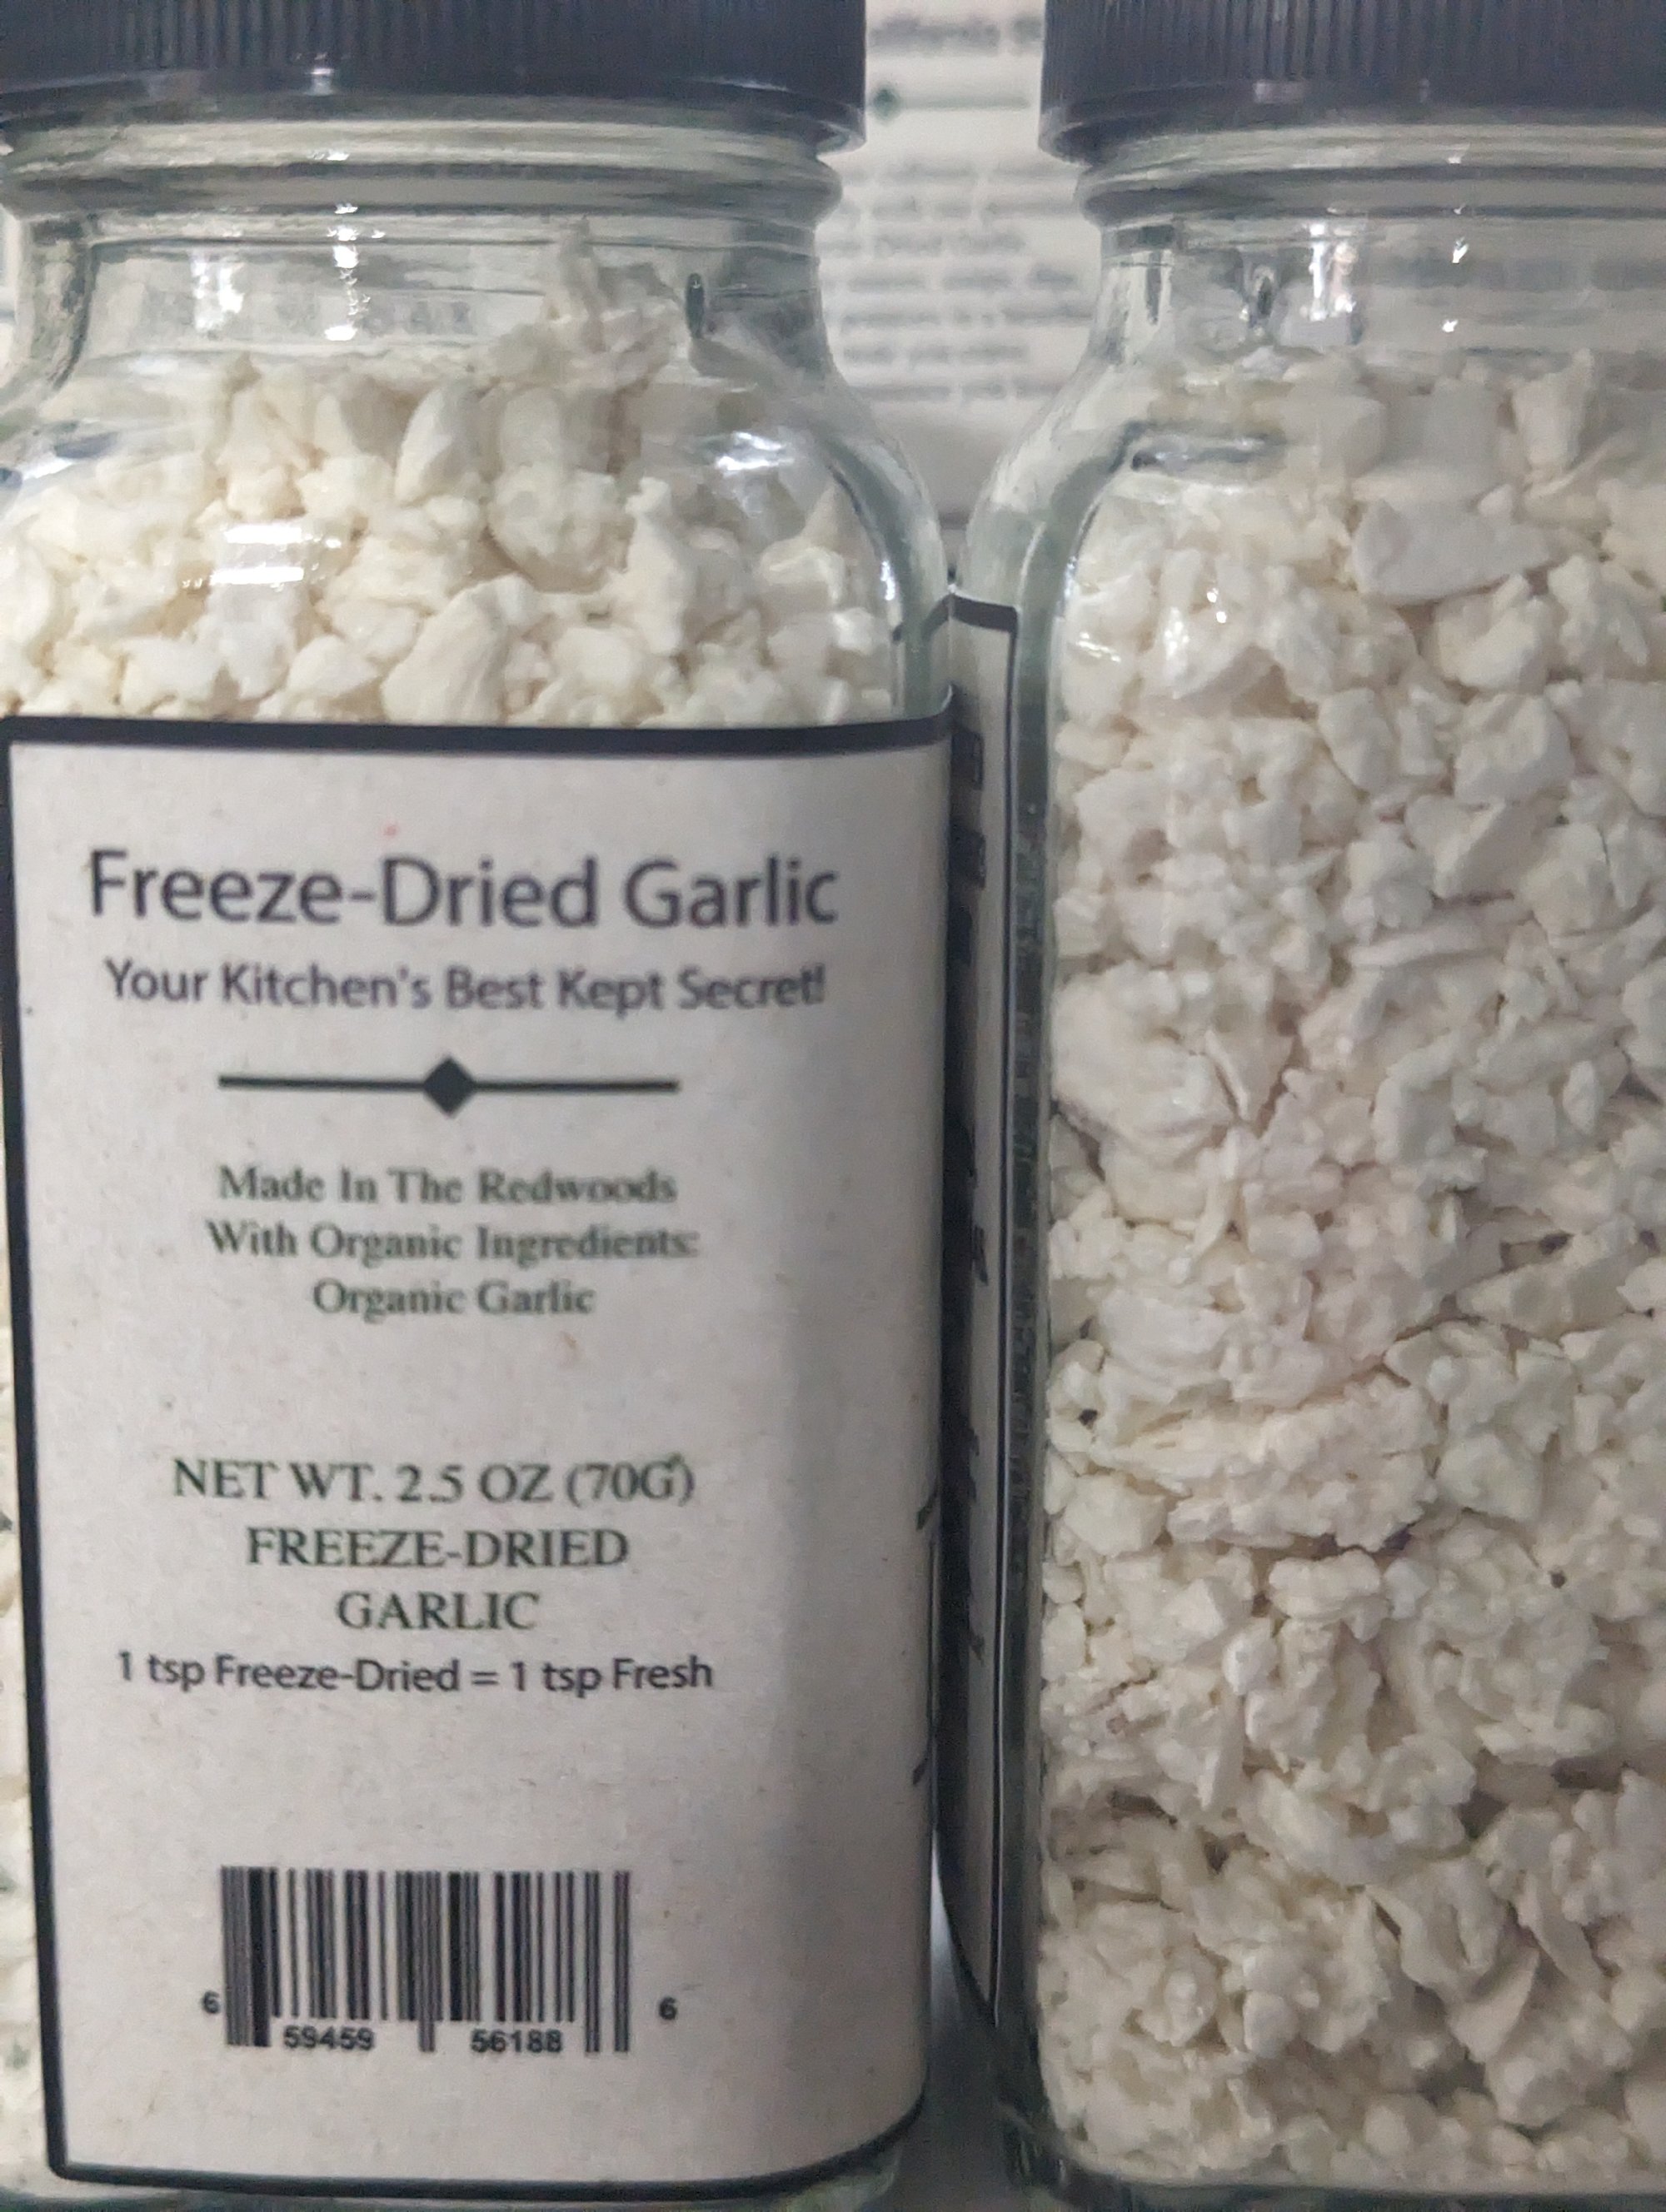 Freeze-Dried Garlic
Your Kitchen's Best Kept Secret!
Made In The Redwoods
With Organic Ingredients:
Organic Garlic
NET WT. 2.5 OZ (70G)
FREEZE-DRIED
GARLIC
1 tsp Freeze-Dried = 1 tsp Fresh
6 59459 56188 6